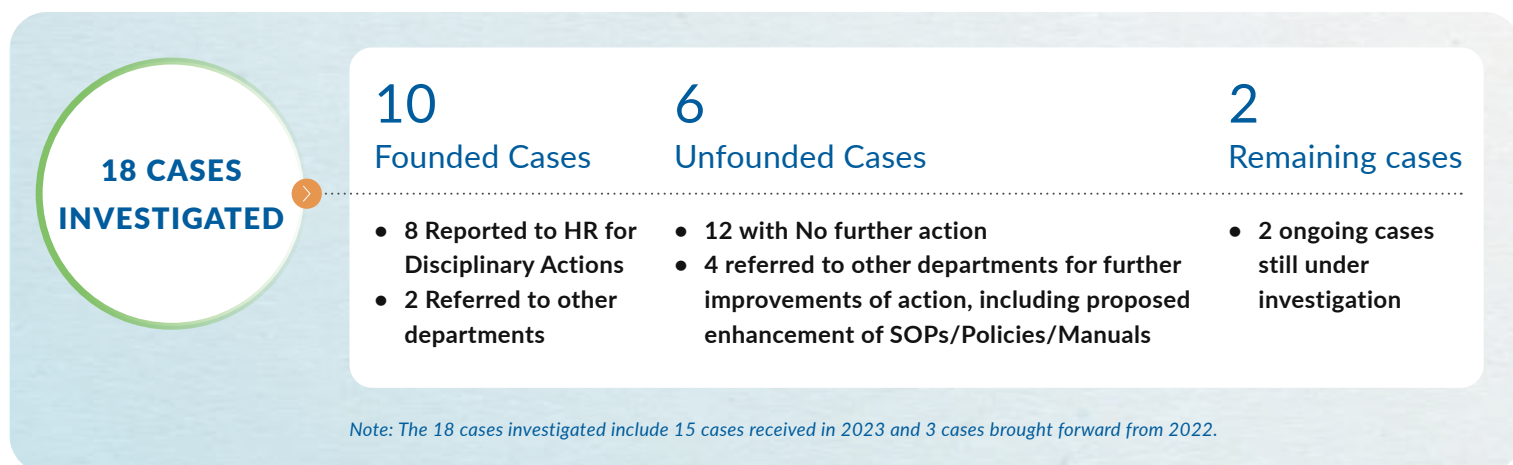 18 CASES
INVESTIGATED
10
Founded Cases
● 8 Reported to HR for
Disciplinary Actions
● 2 Referred to other
departments
6
Unfounded Cases
● 12 with No further action
● 4 referred to other departments for further
improvements of action, including proposed
enhancement of SOPs/Policies/Manuals
2
Remaining cases
● 2 ongoing cases
still under
investigation
Note: The 18 cases investigated include 15 cases received in 2023 and 3 cases brought forward from 2022.